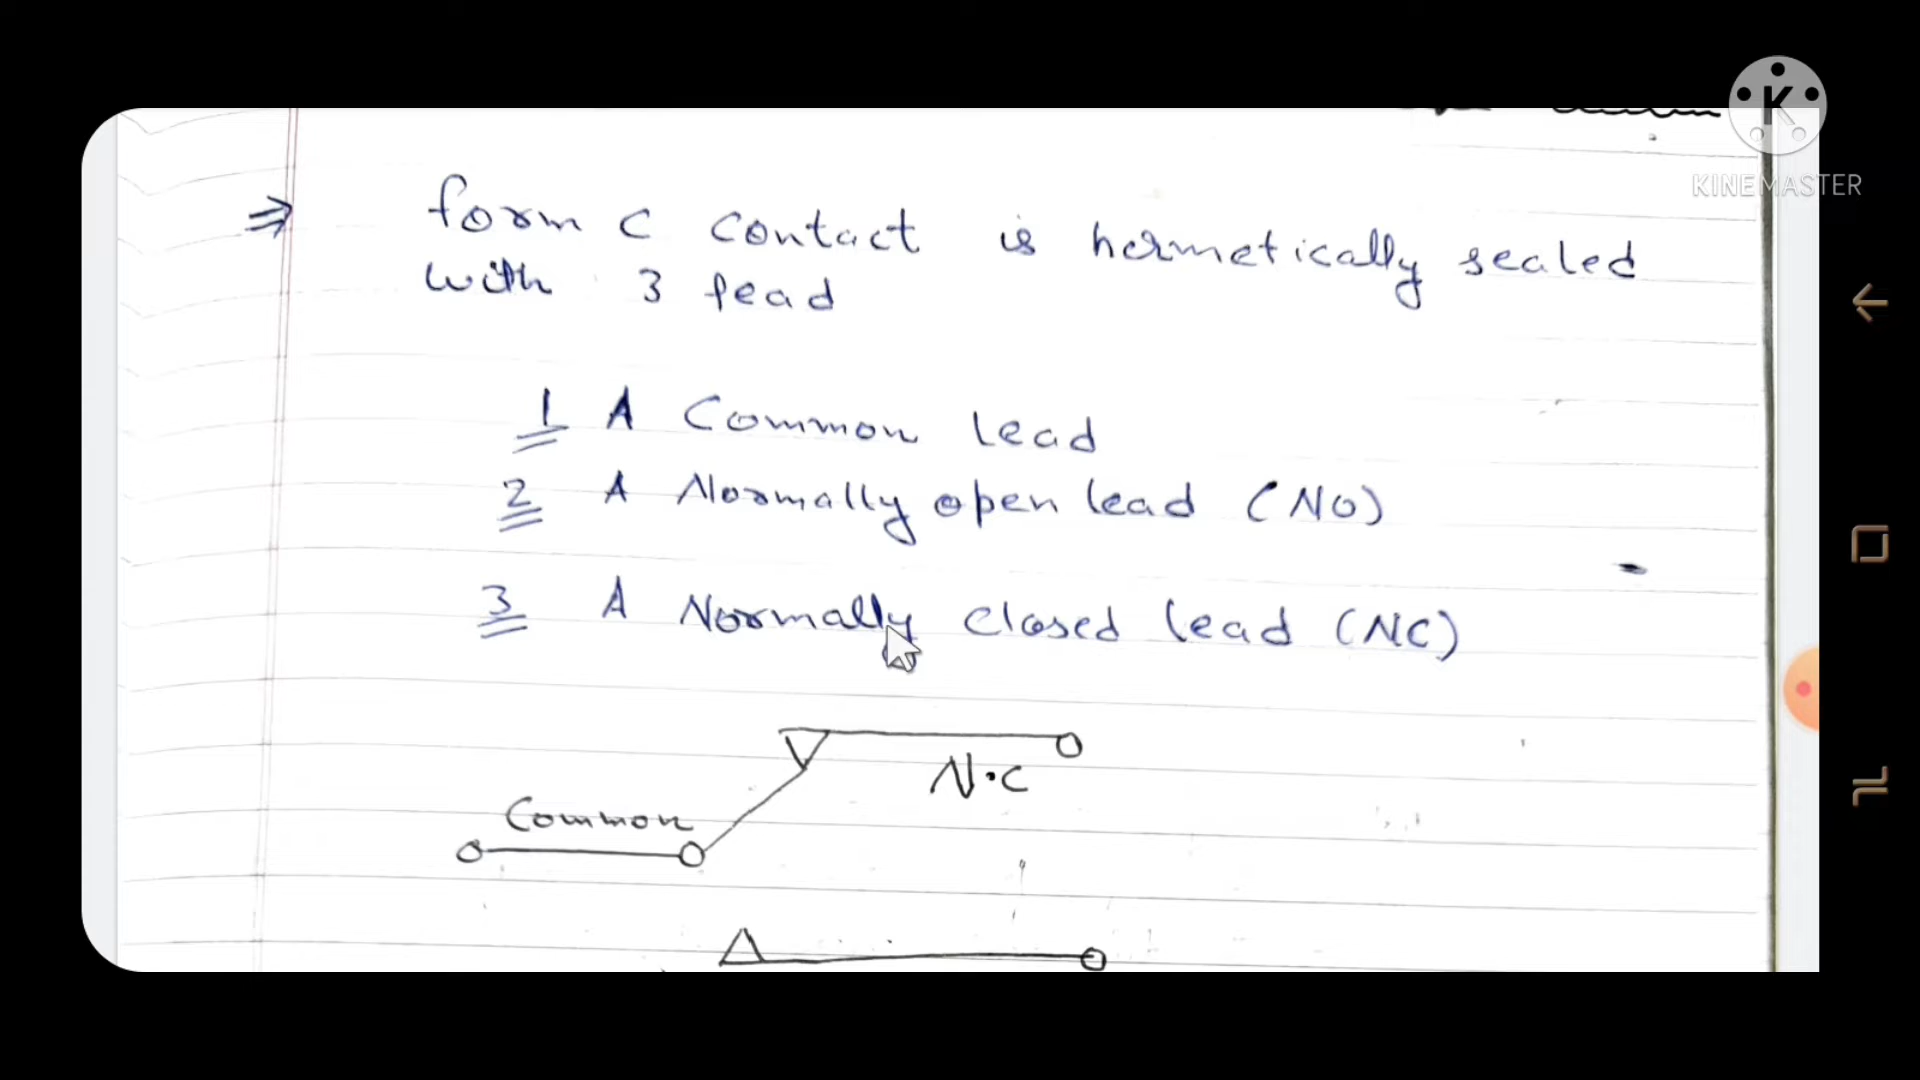 KINEMASTER
⇒ form C contact is hermetically sealed
with 3 lead
1 A Common lead
2 A Normally open lead (NO)
3 A Normally closed lead (NC)
N.C
Common